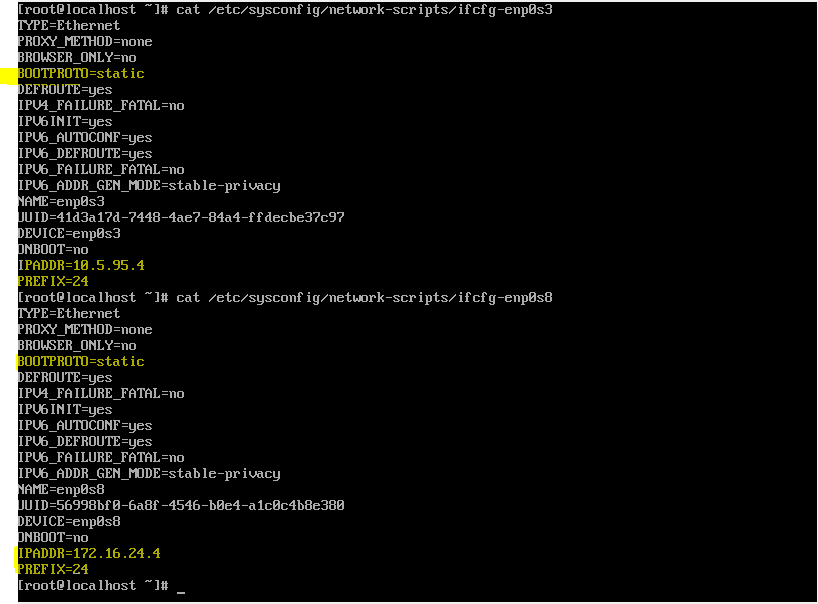 [root@localhost ~]# cat /etc/sysconfig/network-scripts/ifcfg-enp0s3
TYPE=Ethernet
PROXY_METHOD=none
BROWSER_ONLY=no
BOOTPROTO=static
DEFROUTE=yes
IPV4_FAILURE_FATAL=no
IPV6INIT=yes
IPV6_AUTOCONF=yes
IPV6_DEFROUTE=yes
IPV6_FAILURE_FATAL=no
IPV6_ADDR_GEN_MODE=stable-privacy
NAME=enp0s3
UUID=41d3a17d-7448-4ae7-84a4-ffdecbe37c97
DEVICE=enp0s3
ONBOOT=no
IPADDR=10.5.95.4
PREFIX=24
[root@localhost ~]# cat /etc/sysconfig/network-scripts/ifcfg-enp0s8
TYPE=Ethernet
PROXY_METHOD=none
BROWSER_ONLY=no
BOOTPROTO=static
DEFROUTE=yes
IPV4_FAILURE_FATAL=no
IPV6INIT=yes
IPV6_AUTOCONF=yes
IPV6_DEFROUTE=yes
IPV6_FAILURE_FATAL=no
IPV6_ADDR_GEN_MODE=stable-privacy
NAME=enp0s8
UUID=56998bf0-6a8f-4546-b0e4-a1c0c4b8e380
DEVICE=enp0s8
ONBOOT=no
IPADDR=172.16.24.4
PREFIX=24
[root@localhost ~]# _